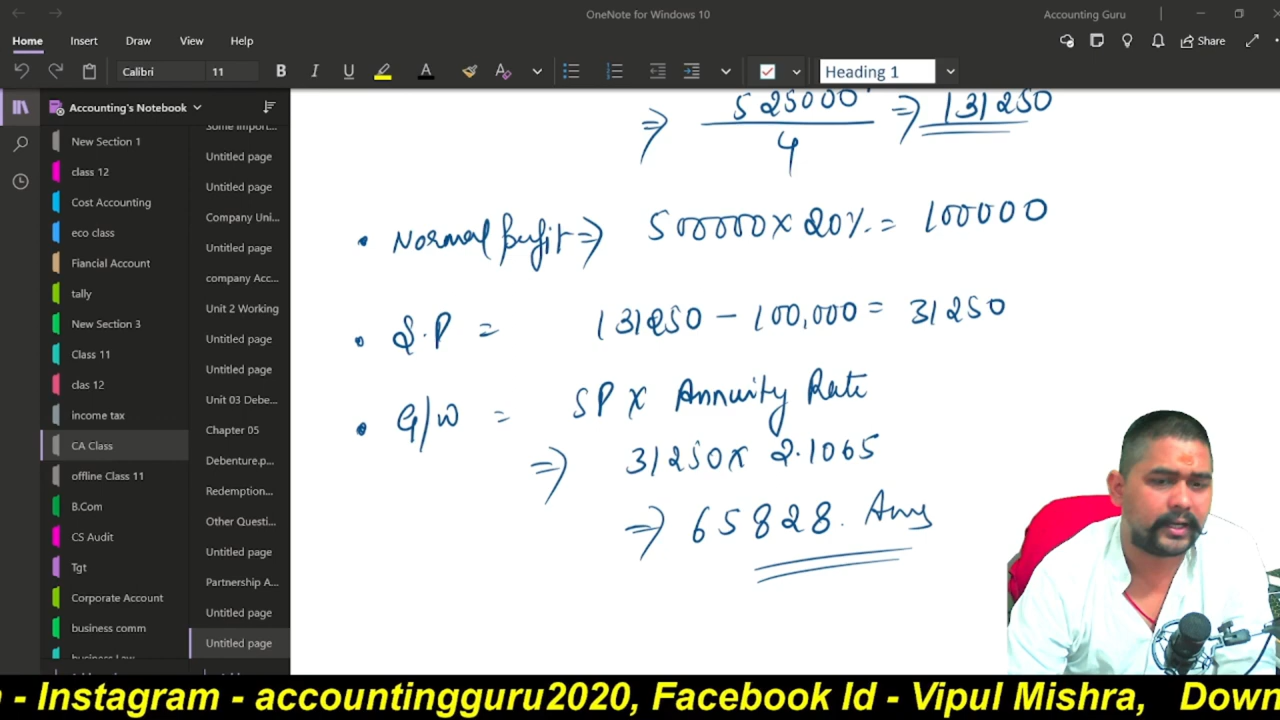 OneNote for Windows 10
Accounting Guru
Home Insert Draw View Help
Share
Calibri 11 B I U A Heading 1
Accounting's Notebook
New Section 1
class 12
Cost Accounting
eco class
Fiancial Account
tally
New Section 3
Class 11
clas 12
income tax
CA Class
offline Class 11
B.Com
CS Audit
Tgt
Corporate Account
business comm
business Law
Some Import...
Untitled page
Untitled page
Company Uni...
Untitled page
company Acc...
Unit 2 Working
Untitled page
Untitled page
Unit 03 Debe...
Chapter 05
Debenture.p...
Redemption...
Other Questi...
Untitled page
Partnership A...
Untitled page
Untitled page
⇒ 525000 / 4 ⇒ 131250
• Normal profit ⇒ 500000 × 20% = 100000
• S.P = 131250 – 100,000 = 31250
• G/W = SP × Annuity Rate
⇒ 31250 × 2.1065
⇒ 65828. Ans
- Instagram - accountingguru2020, Facebook Id - Vipul Mishra, Down